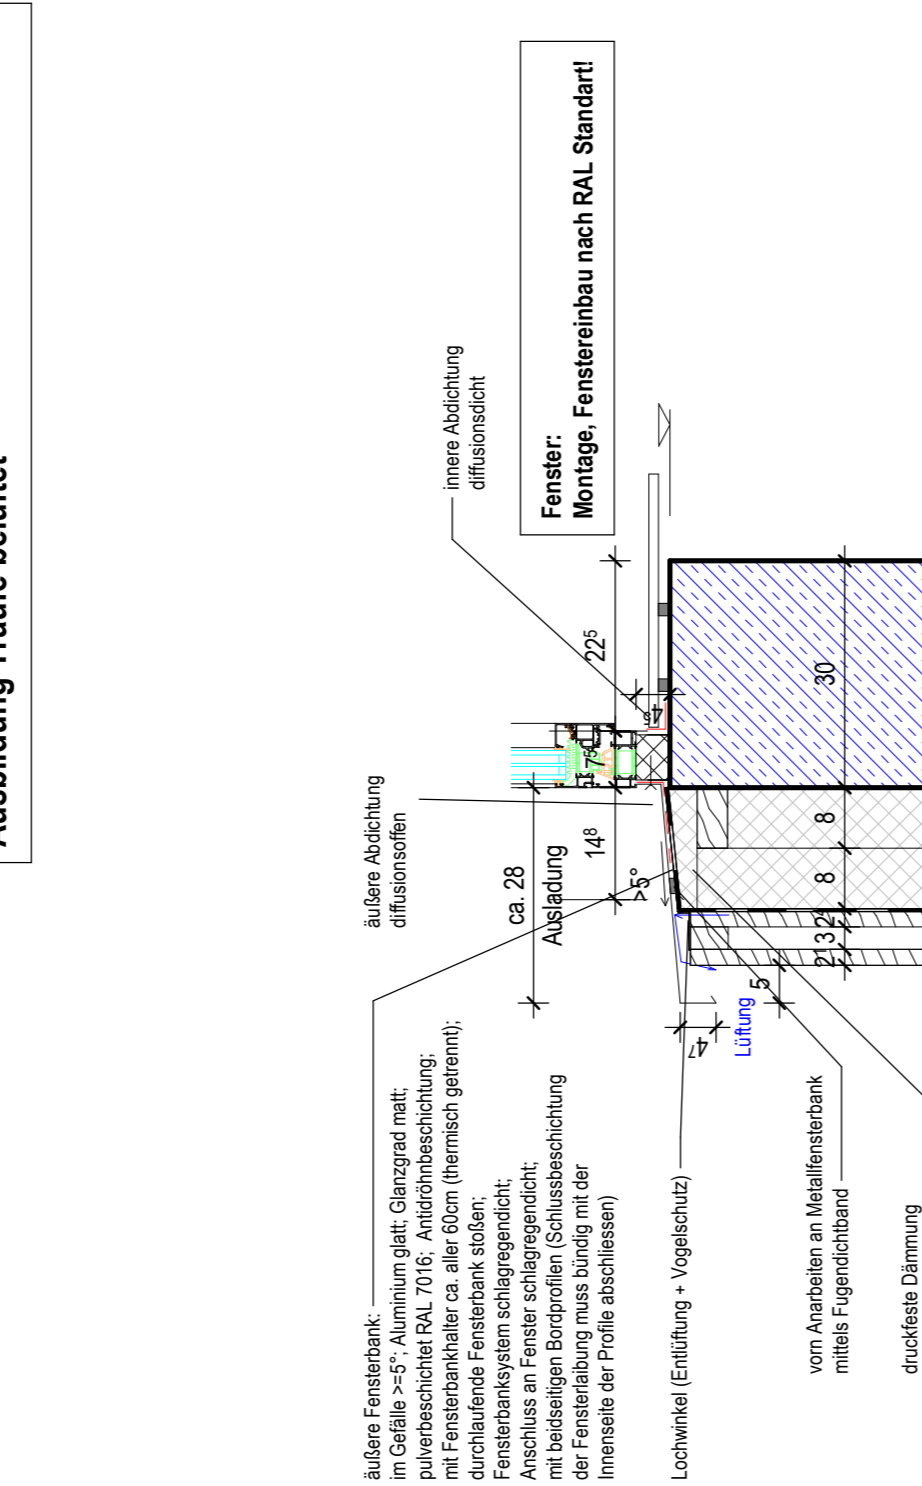 Ausbildung Traufe belüftet
innere Abdichtung
diffusionsdicht
Fenster:
Montage, Fenstereinbau nach RAL Standart!
äußere Abdichtung
diffusionsoffen
ca. 28
Ausladung
14⁸
7⁵
22⁵
4⁵
>5°
30
8
8
2⁴
3
2¹
5
4⁷
Lüftung
äußere Fensterbank:
im Gefälle >=5°; Aluminium glatt; Glanzgrad matt;
pulverbeschichtet RAL 7016; Antidröhnbeschichtung;
mit Fensterbankhalter ca. aller 60cm (thermisch getrennt);
durchlaufende Fensterbank stoßen;
Fensterbanksystem schlagregendicht;
Anschluss an Fenster schlagregendicht;
mit beidseitigen Bordprofilen (Schlussbeschichtung
der Fensterlaibung muss bündig mit der
Innenseite der Profile abschliessen)
Lochwinkel (Entlüftung + Vogelschutz)
vorn Anarbeiten an Metallfensterbank
mittels Fugendichtband
druckfeste Dämmung